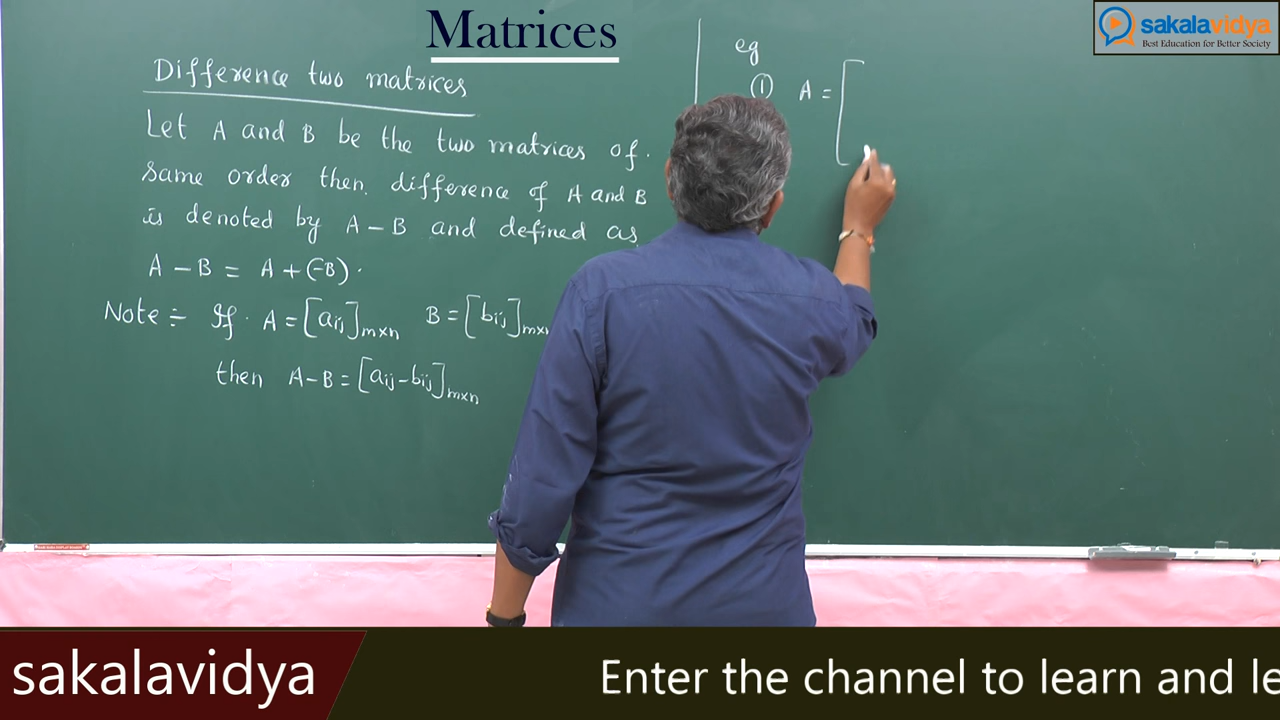 Matrices
sakalavidya
Best Education for Better Society
Difference two matrices
Let A and B be the two matrices of.
same order then. difference of A and B
is denoted by A - B and defined as
A - B = A + (-B).
Note :- If. A = [aij]m×n B = [bij]m×n
then A - B = [aij - bij]m×n
eg
① A = [
sakalavidya
Enter the channel to learn and le